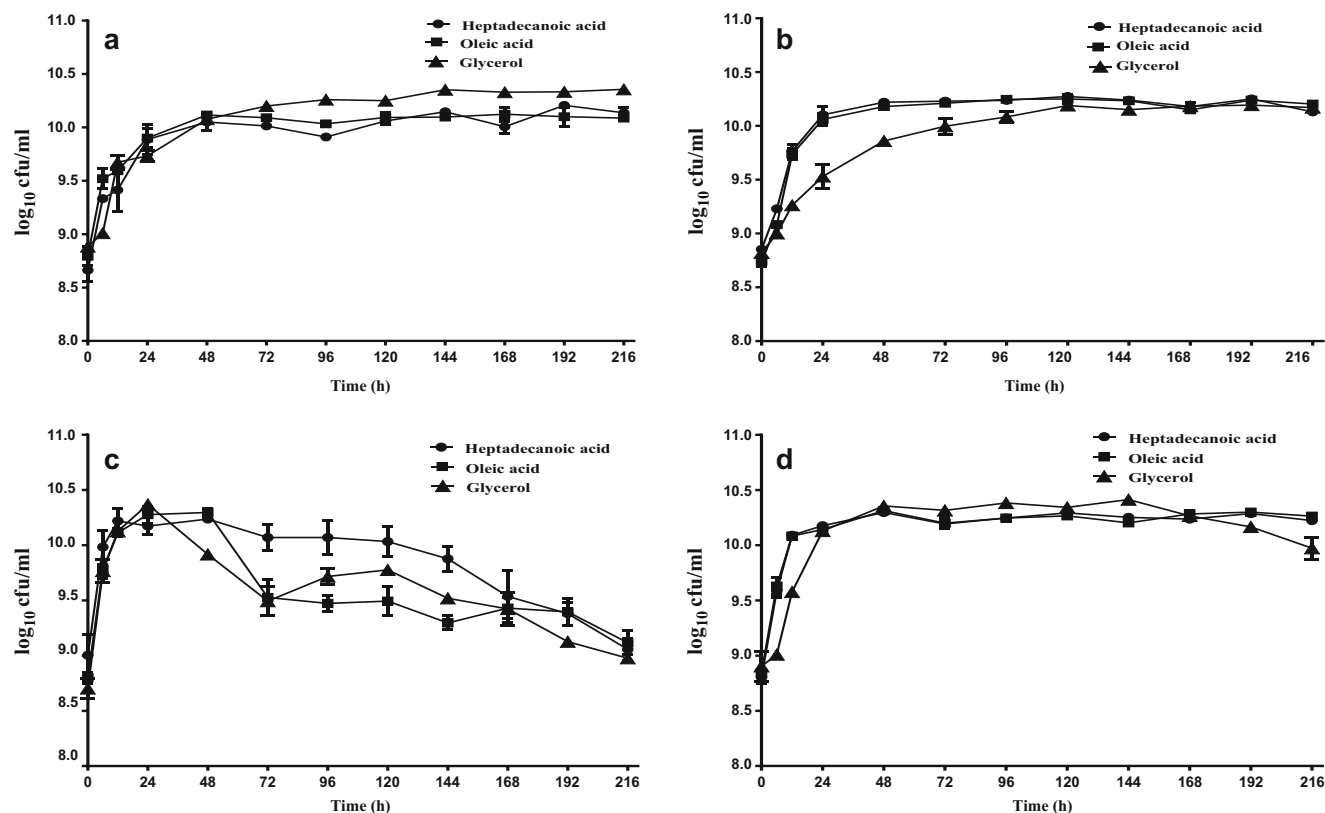 a
Heptadecanoic acid
Oleic acid
Glycerol
11.0
10.5
10.0
9.5
9.0
8.5
8.0
log10 cfu/ml
0 24 48 72 96 120 144 168 192 216
Time (h)
b
Heptadecanoic acid
Oleic acid
Glycerol
11.0
10.5
10.0
9.5
9.0
8.5
8.0
log10 cfu/ml
0 24 48 72 96 120 144 168 192 216
Time (h)
c
Heptadecanoic acid
Oleic acid
Glycerol
11.0
10.5
10.0
9.5
9.0
8.5
8.0
log10 cfu/ml
0 24 48 72 96 120 144 168 192 216
Time (h)
d
Heptadecanoic acid
Oleic acid
Glycerol
11.0
10.5
10.0
9.5
9.0
8.5
8.0
log10 cfu/ml
0 24 48 72 96 120 144 168 192 216
Time (h)